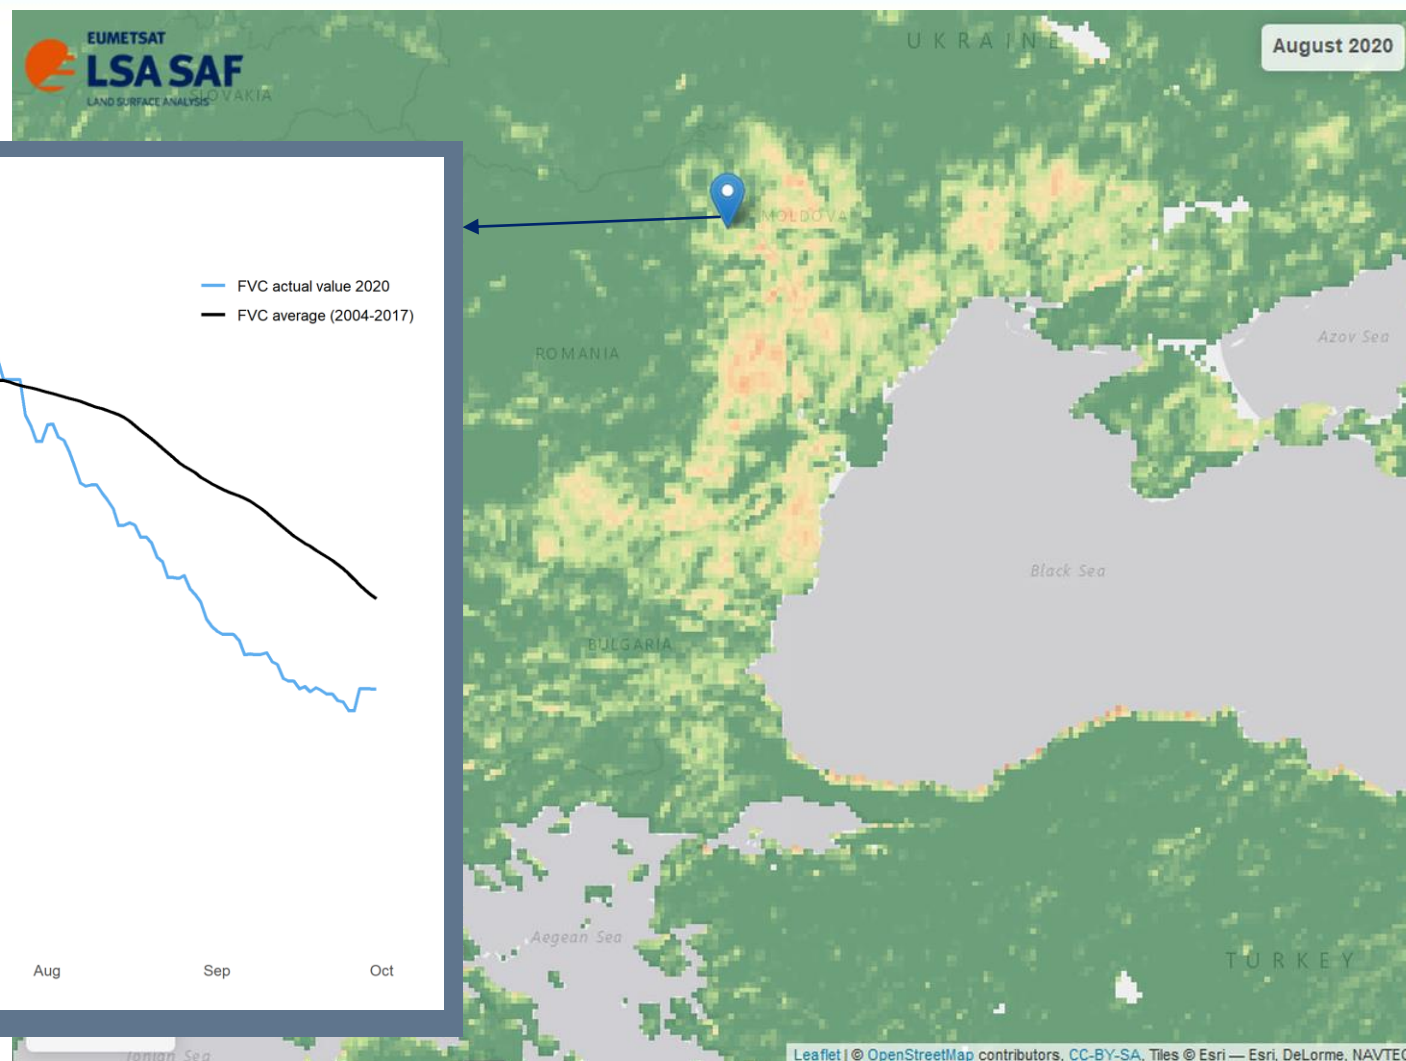 EUMETSAT
LSA SAF
LAND SURFACE ANALYSIS
SLOVAKIA
UKRAINE
August 2020
MOLDOVA
FVC actual value 2020
FVC average (2004-2017)
ROMANIA
Azov Sea
Black Sea
BULGARIA
Aegean Sea
TURKEY
Aug Sep Oct
Ionian Sea
Leaflet | © OpenStreetMap contributors, CC-BY-SA, Tiles © Esri — Esri, DeLorme, NAVTEQ